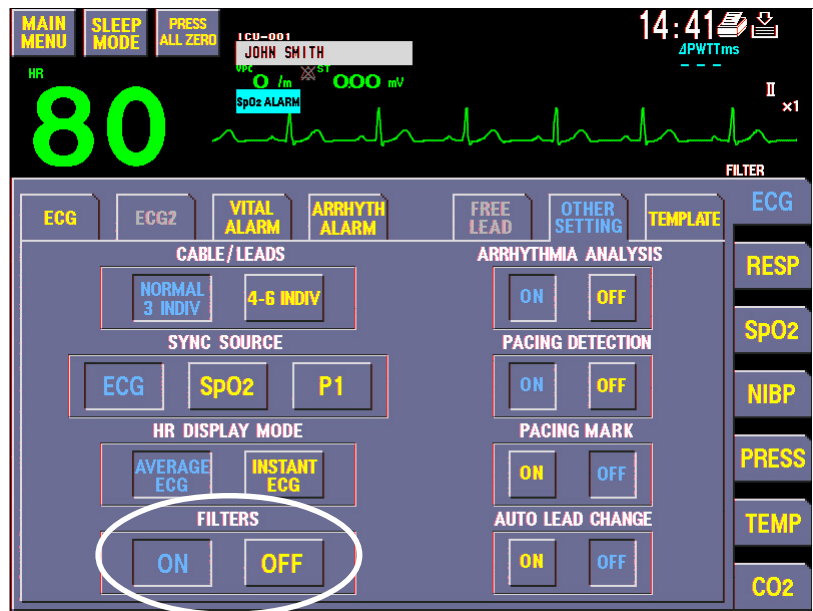 MAIN MENU
SLEEP MODE
PRESS ALL ZERO
ICU-001
JOHN SMITH
14:41
ΔPWTTms
- - -
HR
80
VPC 0 /m ST 0.00 mV
SpO2 ALARM
II
×1
FILTER
ECG
ECG2
VITAL ALARM
ARRHYTH ALARM
FREE LEAD
OTHER SETTING
TEMPLATE
CABLE/LEADS
NORMAL 3 INDIV
4-6 INDIV
SYNC SOURCE
ECG
SpO2
P1
HR DISPLAY MODE
AVERAGE ECG
INSTANT ECG
FILTERS
ON
OFF
ARRHYTHMIA ANALYSIS
ON
OFF
PACING DETECTION
ON
OFF
PACING MARK
ON
OFF
AUTO LEAD CHANGE
ON
OFF
ECG
RESP
SpO2
NIBP
PRESS
TEMP
CO2